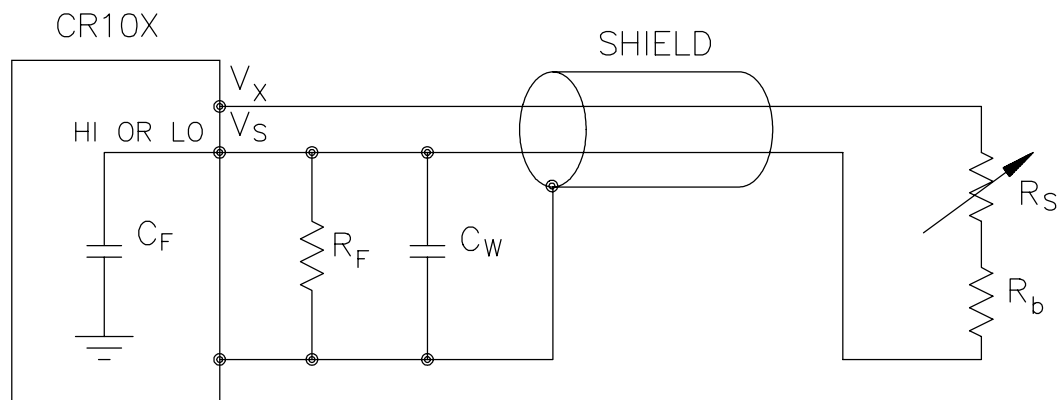 CR10X
SHIELD
VX
HI OR LO VS
CF
RF
CW
RS
Rb